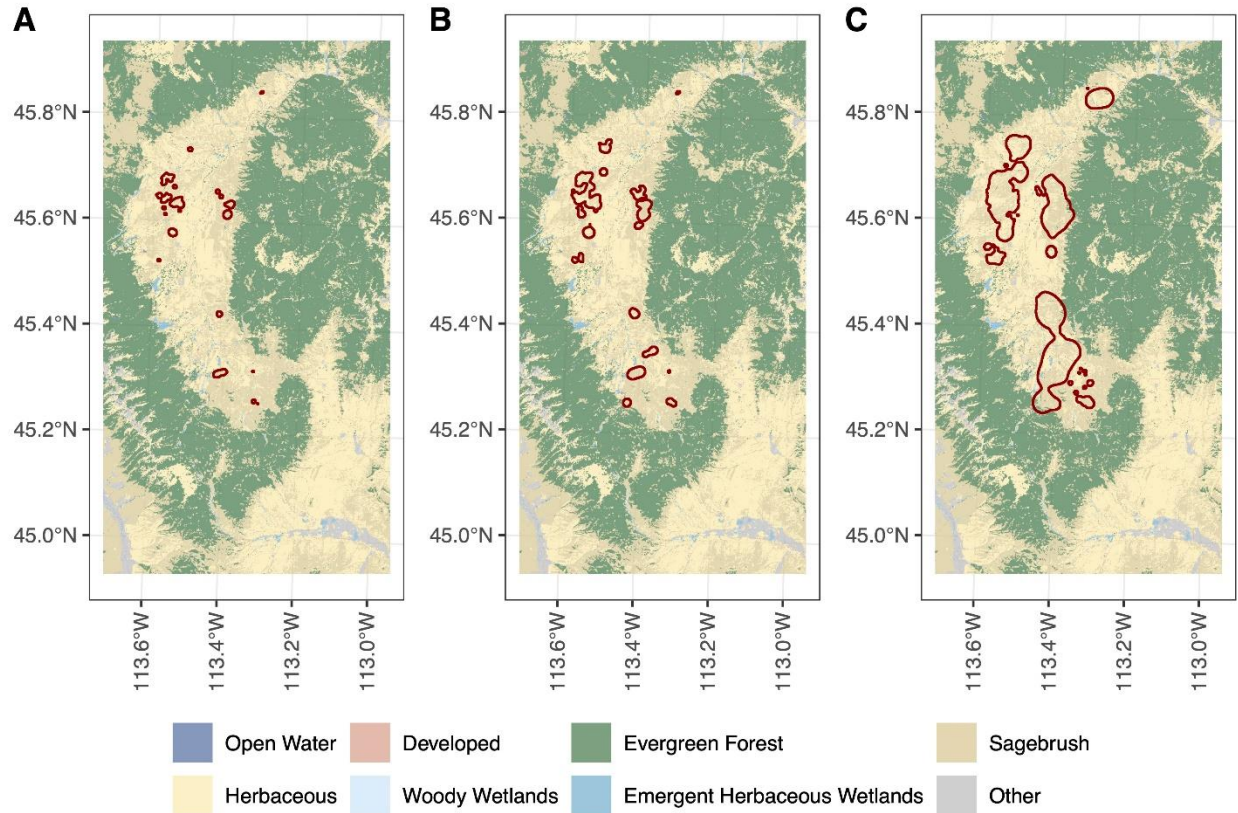 A
B
C
45.8°N
45.6°N
45.4°N
45.2°N
45.0°N
113.6°W
113.4°W
113.2°W
113.0°W
113.6°W
113.4°W
113.2°W
113.0°W
113.6°W
113.4°W
113.2°W
113.0°W
45.8°N
45.6°N
45.4°N
45.2°N
45.0°N
45.8°N
45.6°N
45.4°N
45.2°N
45.0°N
Open Water
Developed
Evergreen Forest
Sagebrush
Herbaceous
Woody Wetlands
Emergent Herbaceous Wetlands
Other